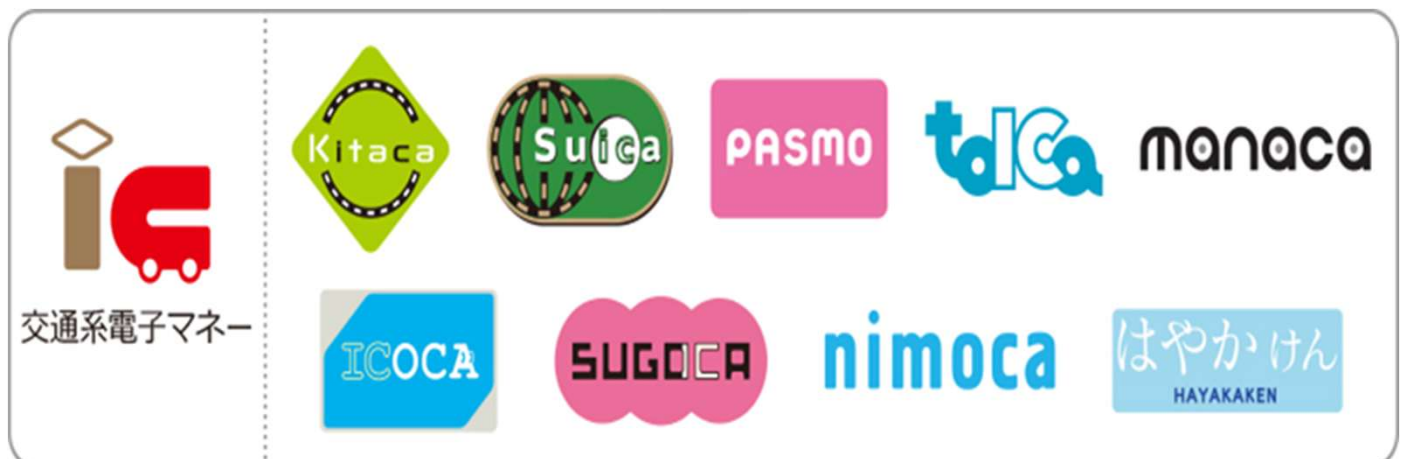 ic
交通系電子マネー
Kitaca
Suica
PASMO
toICa
manaca
ICOCA
SUGOCA
nimoca
はやかけん
HAYAKAKEN